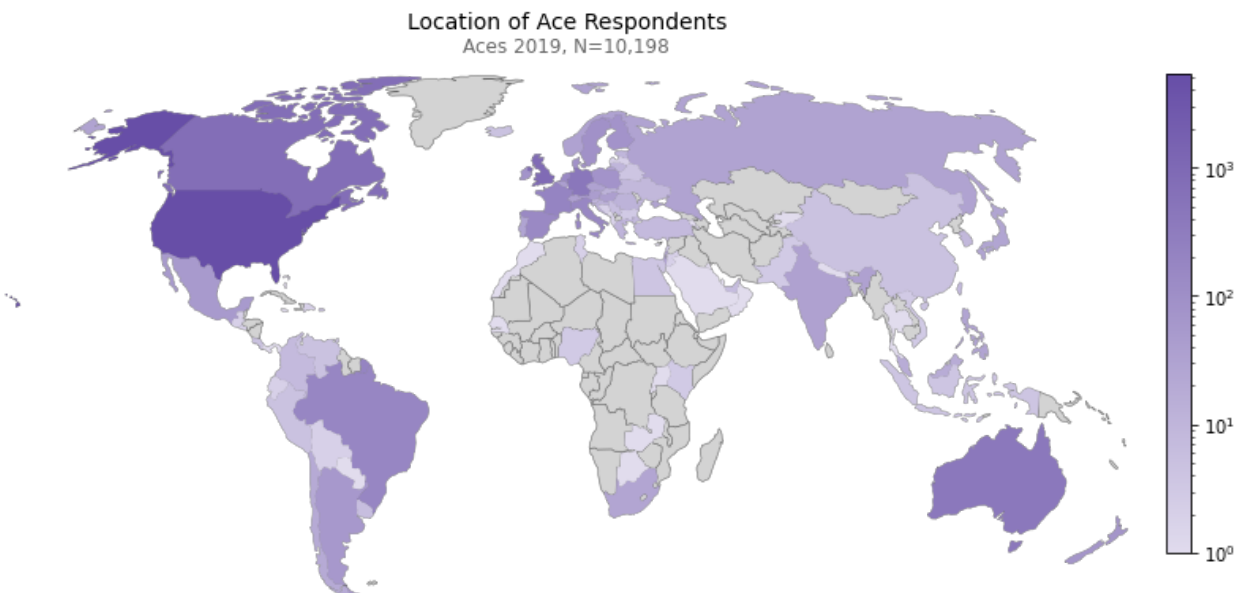 Location of Ace Respondents
Aces 2019, N=10,198
10³
10²
10¹
10⁰